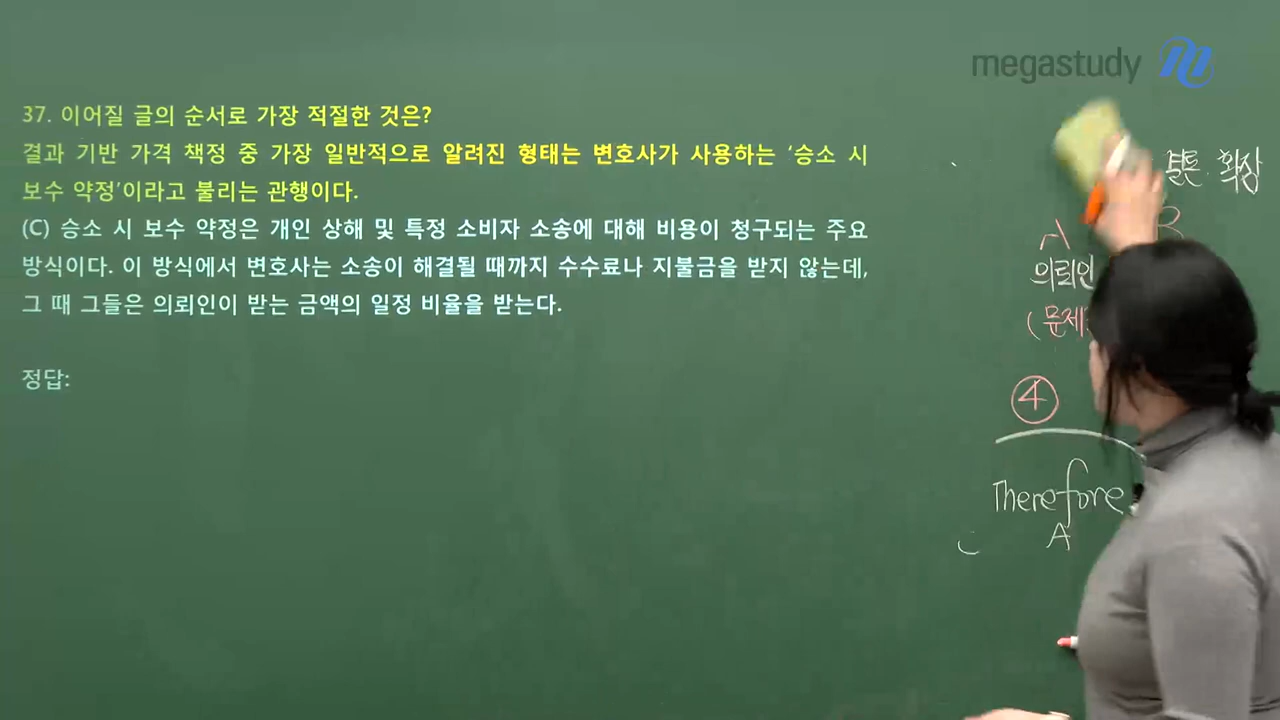 megastudy
37. 이어질 글의 순서로 가장 적절한 것은?
결과 기반 가격 책정 중 가장 일반적으로 알려진 형태는 변호사가 사용하는 ‘승소 시
보수 약정’이라고 불리는 관행이다.
(C) 승소 시 보수 약정은 개인 상해 및 특정 소비자 소송에 대해 비용이 청구되는 주요
방식이다. 이 방식에서 변호사는 소송이 해결될 때까지 수수료나 지불금을 받지 않는데,
그 때 그들은 의뢰인이 받는 금액의 일정 비율을 받는다.
정답:
확장
의뢰인
(문제
④
Therefore
A